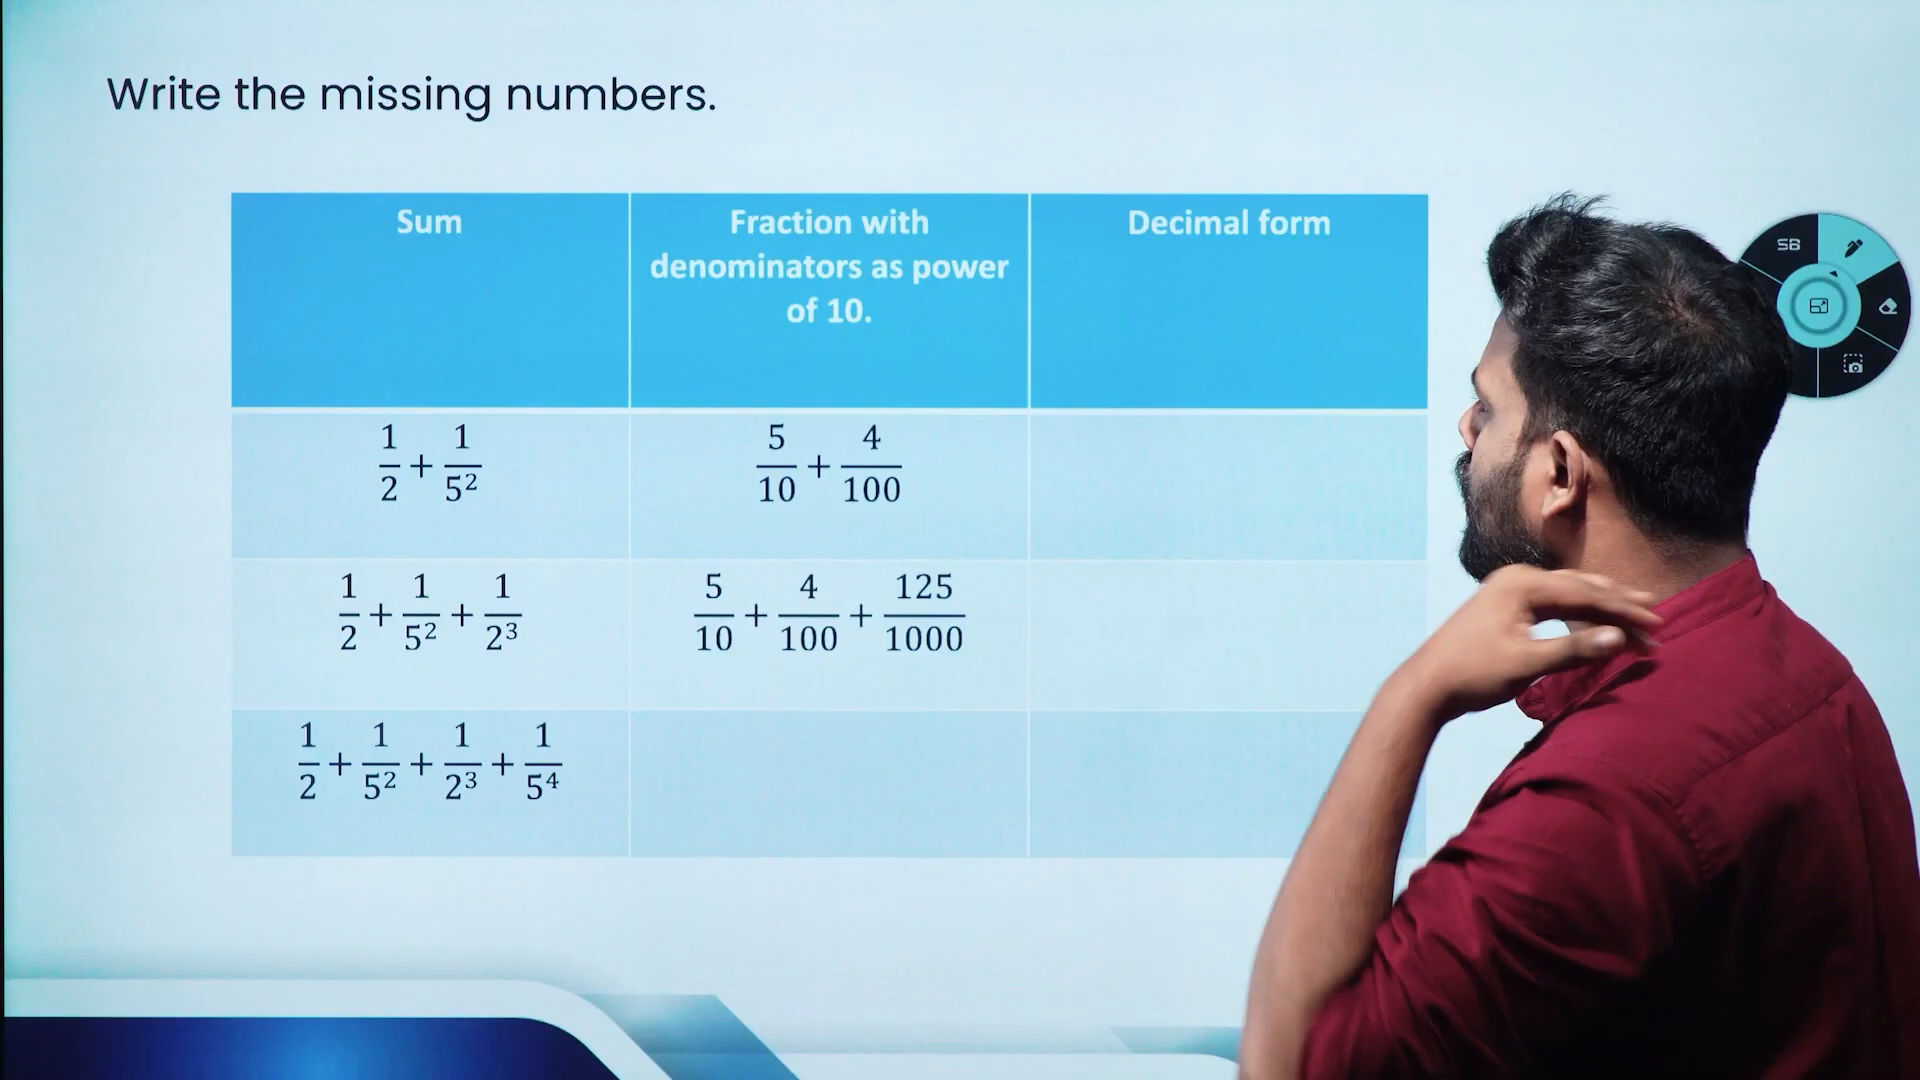 Write the missing numbers.
Sum
Fraction with
denominators as power
of 10.
Decimal form
1/2 + 1/5²
5/10 + 4/100
1/2 + 1/5² + 1/2³
5/10 + 4/100 + 125/1000
1/2 + 1/5² + 1/2³ + 1/5⁴
SB